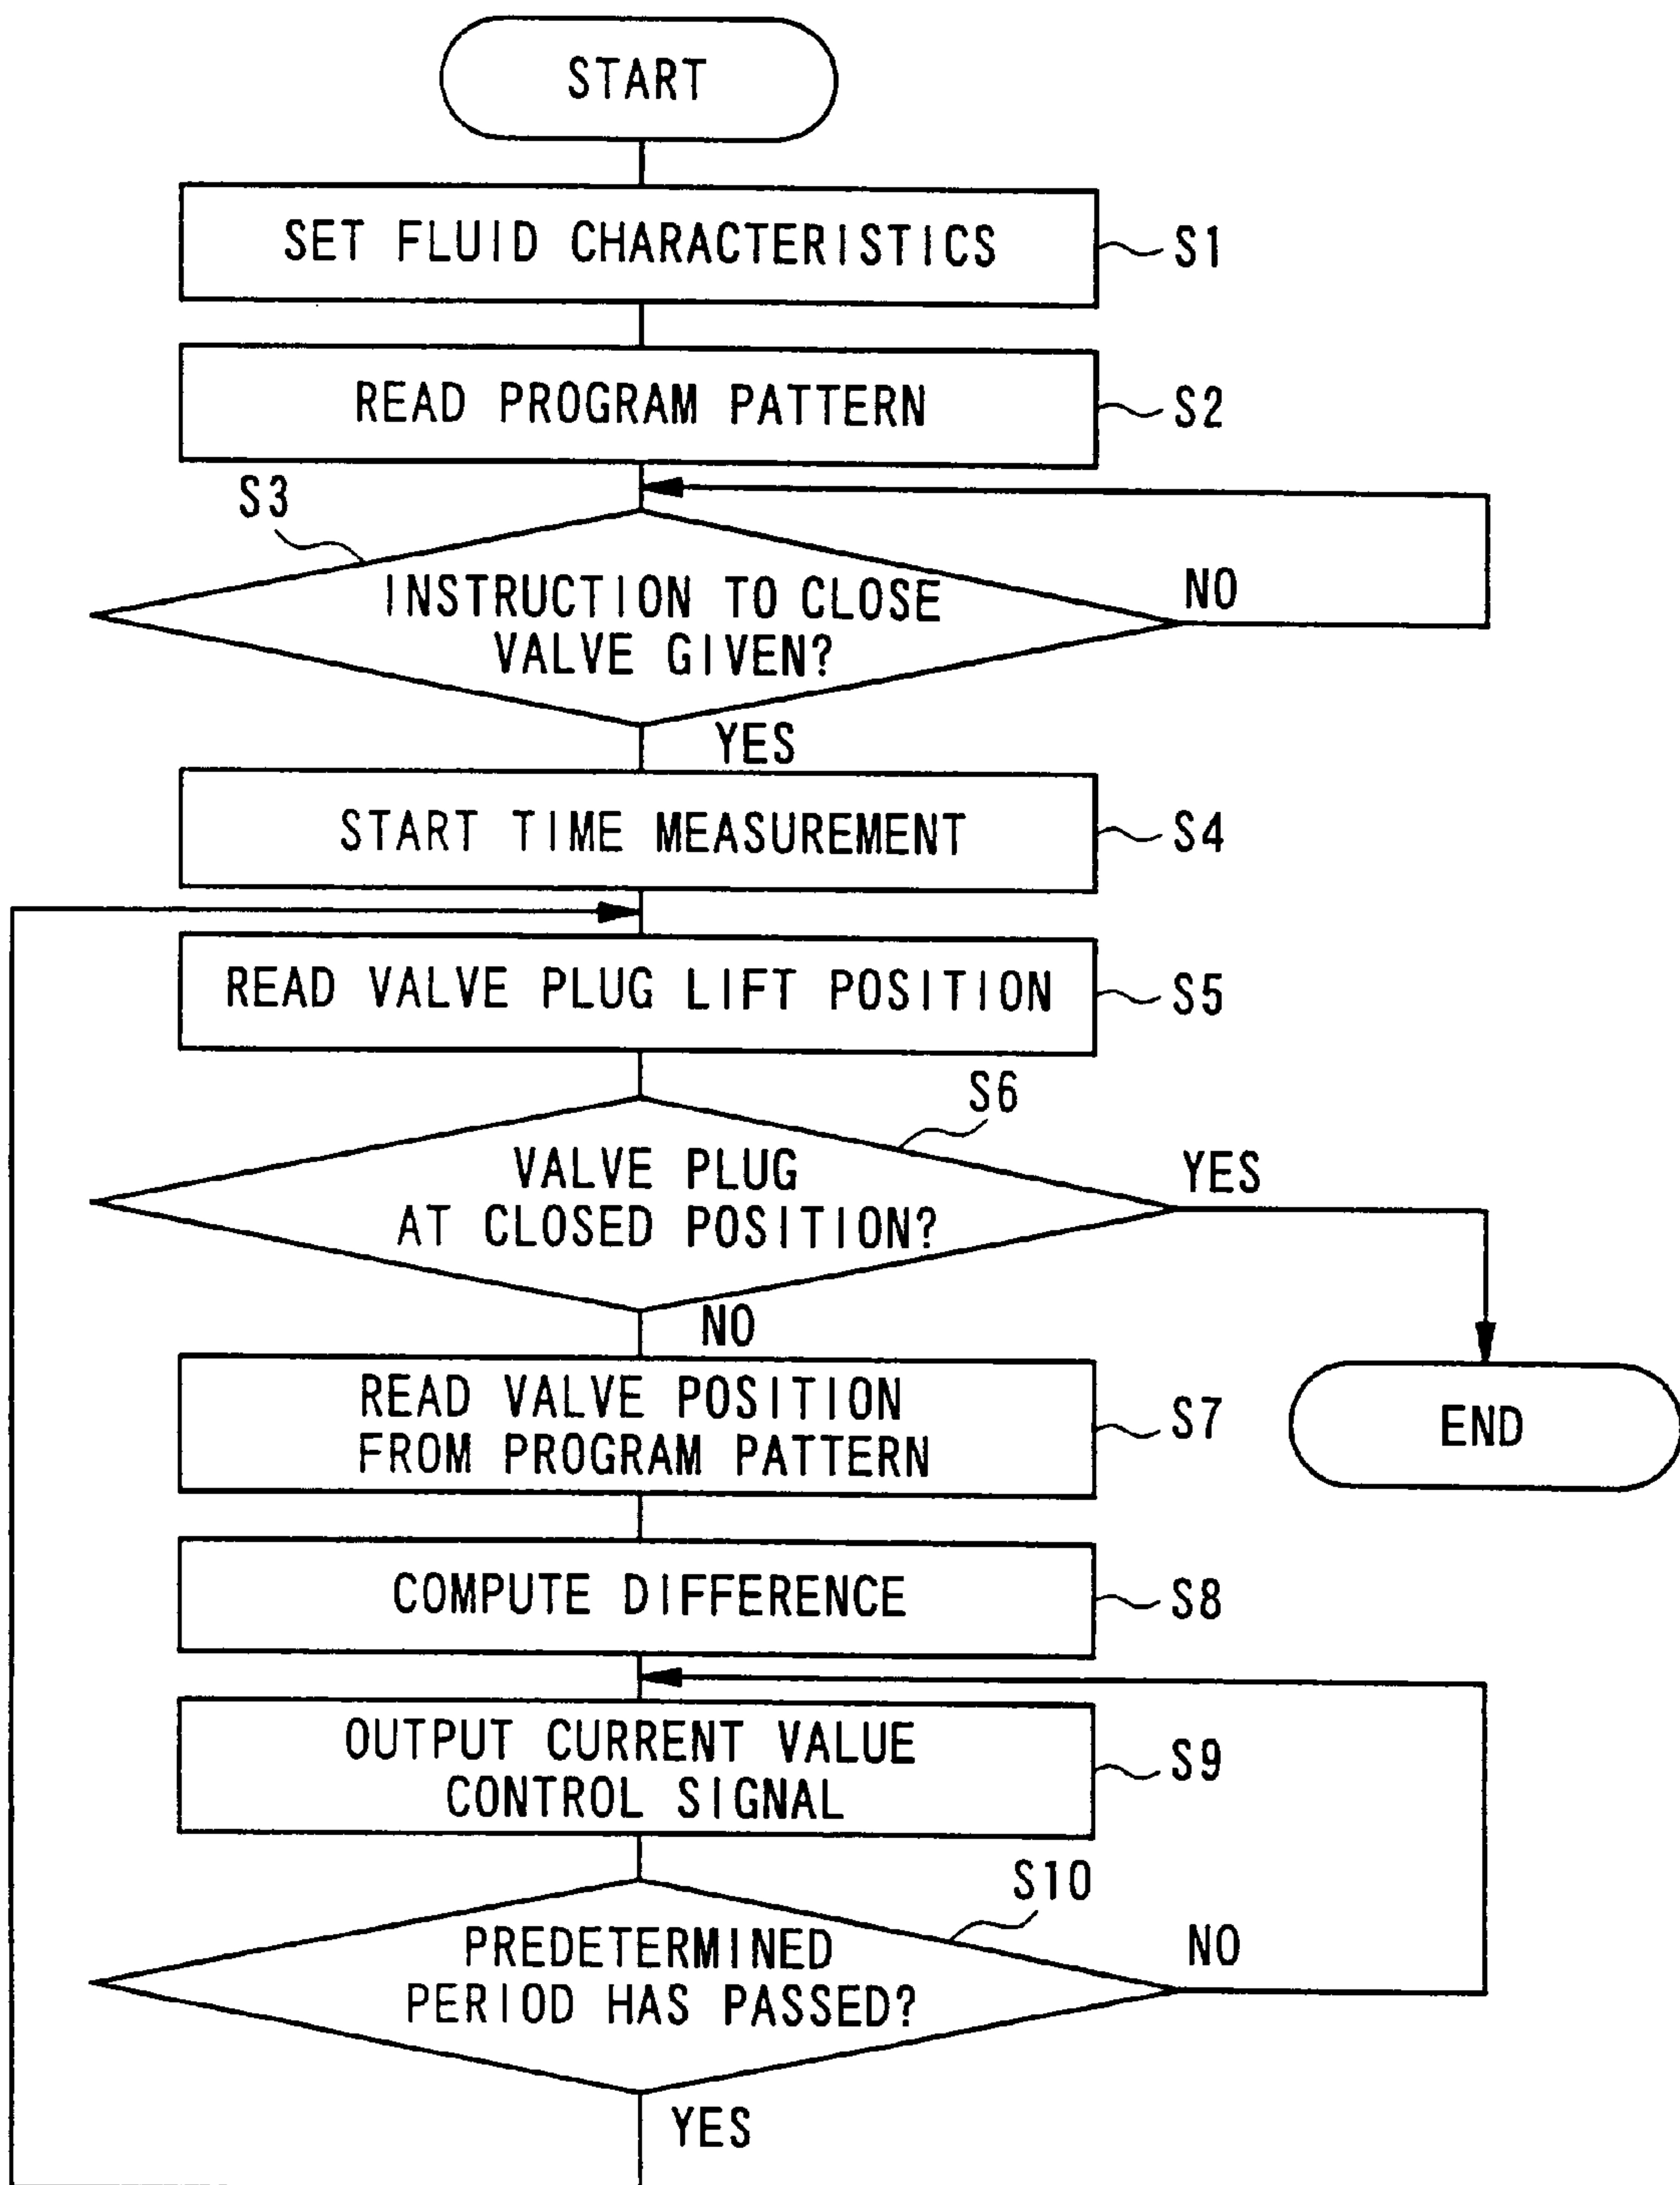 START
SET FLUID CHARACTERISTICS
S1
READ PROGRAM PATTERN
S2
S3
INSTRUCTION TO CLOSE
VALVE GIVEN?
NO
YES
START TIME MEASUREMENT
S4
READ VALVE PLUG LIFT POSITION
S5
S6
VALVE PLUG
AT CLOSED POSITION?
YES
NO
READ VALVE POSITION
FROM PROGRAM PATTERN
S7
END
COMPUTE DIFFERENCE
S8
OUTPUT CURRENT VALUE
CONTROL SIGNAL
S9
S10
PREDETERMINED
PERIOD HAS PASSED?
NO
YES